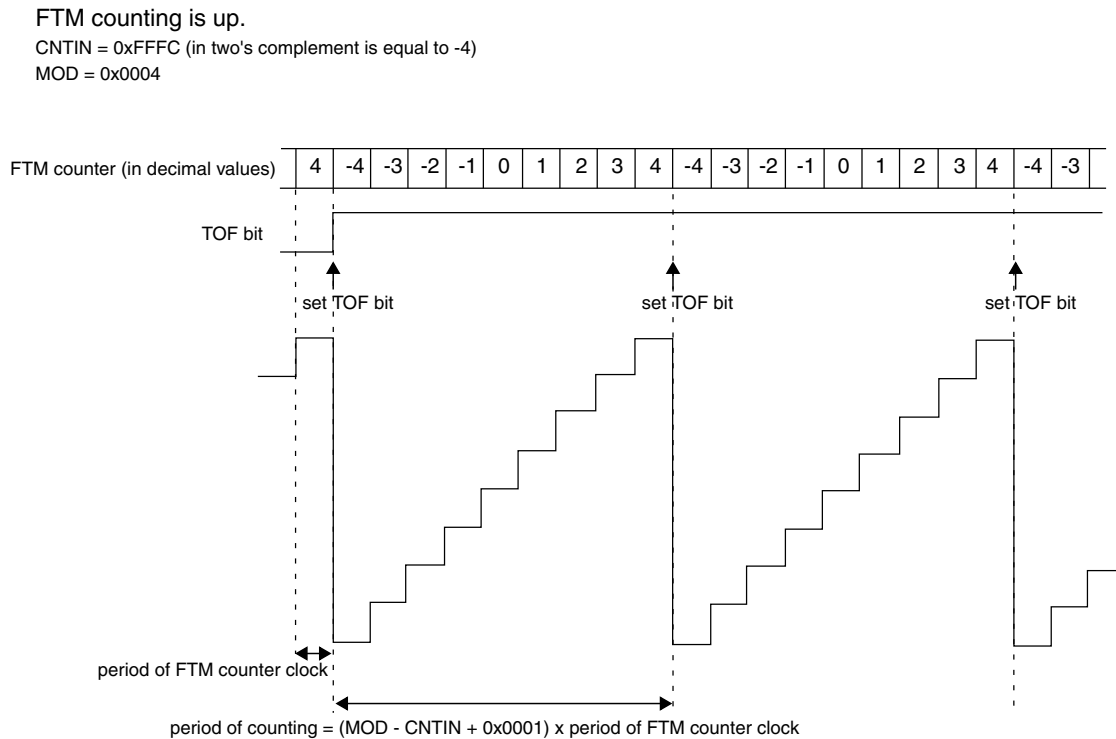 FTM counting is up.
CNTIN = 0xFFFC (in two's complement is equal to -4)
MOD = 0x0004
FTM counter (in decimal values) 4 -4 -3 -2 -1 0 1 2 3 4 -4 -3 -2 -1 0 1 2 3 4 -4 -3
TOF bit
set TOF bit set TOF bit set TOF bit
period of FTM counter clock
period of counting = (MOD - CNTIN + 0x0001) x period of FTM counter clock